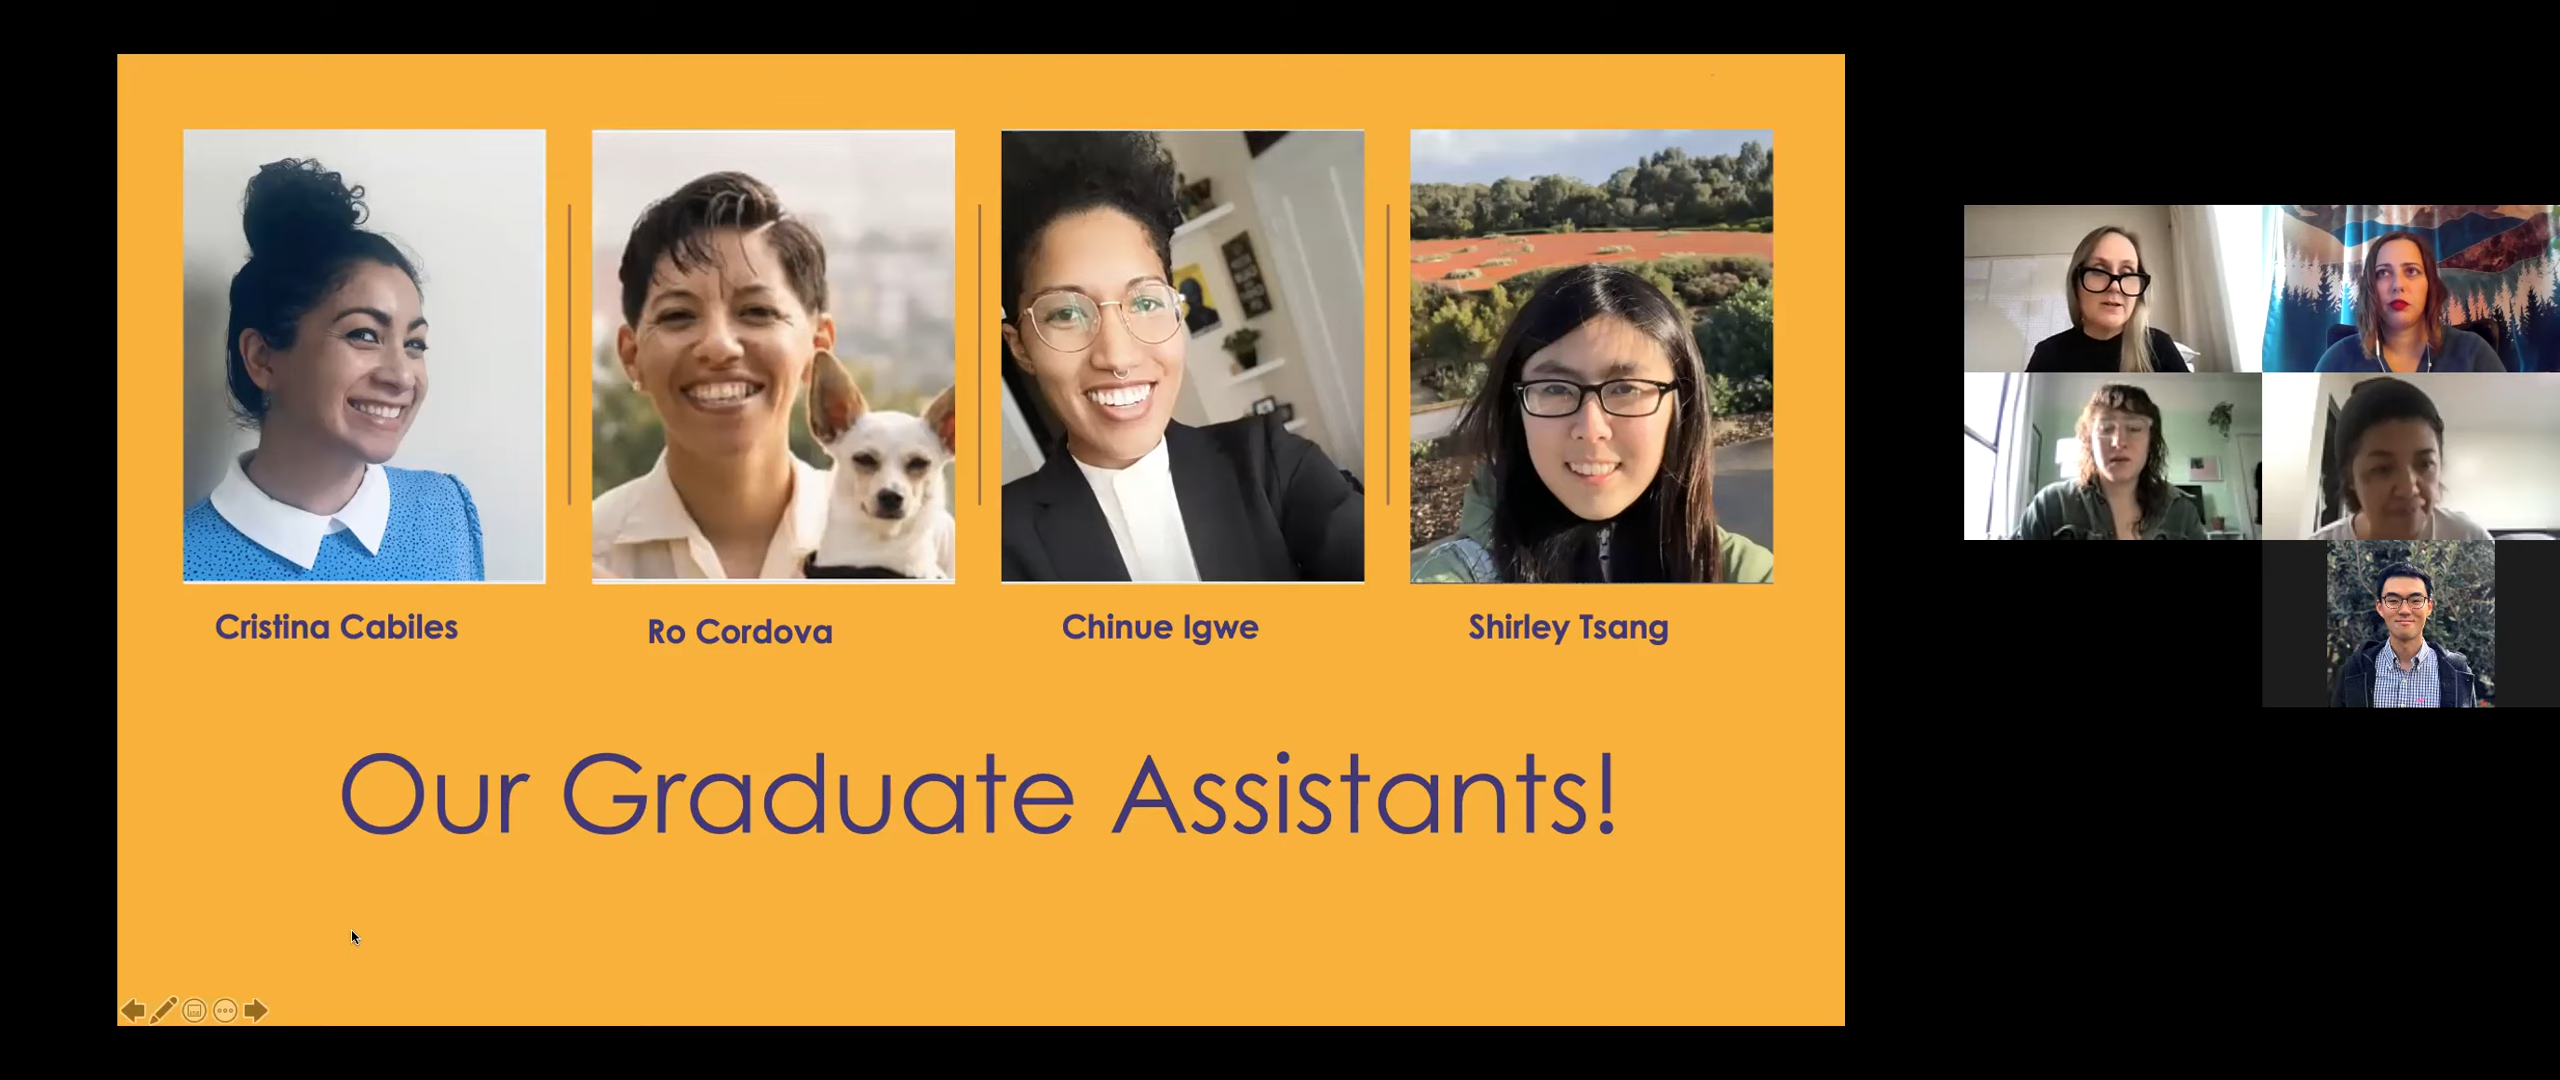 Cristina Cabiles
Ro Cordova
Chinue Igwe
Shirley Tsang
Our Graduate Assistants!